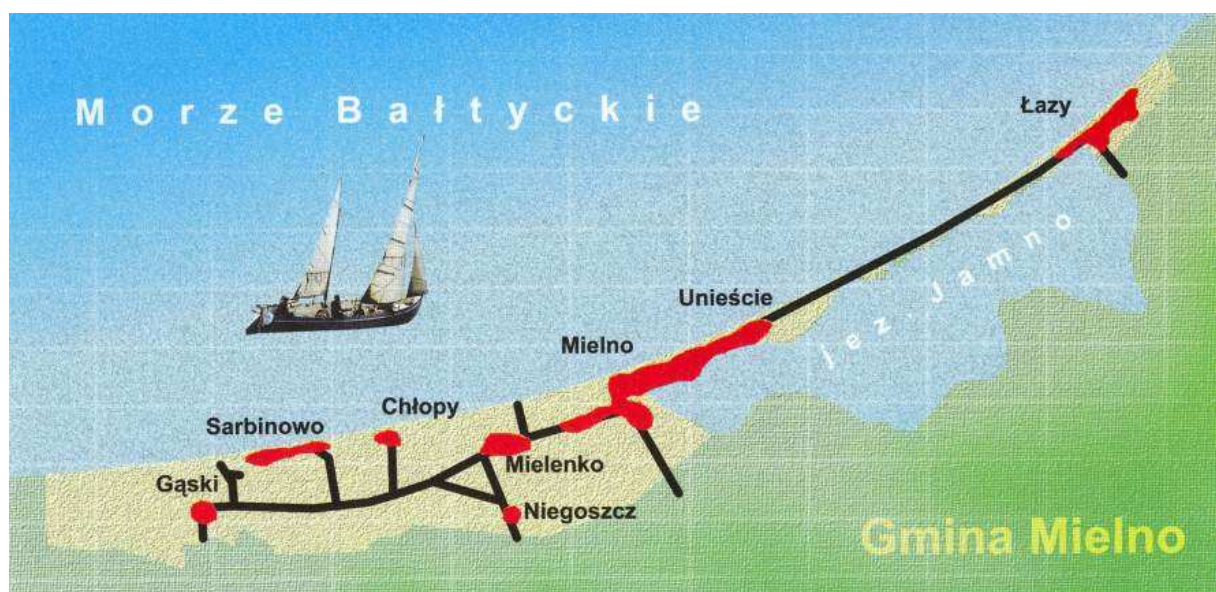 Morze Bałtyckie
Łazy
jez. Jamno
Unieście
Mielno
Chłopy
Sarbinowo
Mielenko
Gąski
Niegoszcz
Gmina Mielno